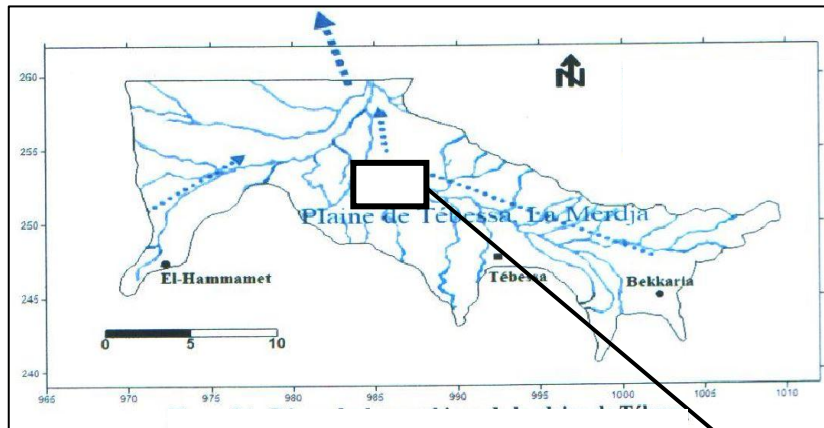 N
260
255
250
245
240
Plaine de Tébessa La Merdja
El-Hammamet
Tébessa
Bekkaria
0 5 10
965 970 975 980 985 990 995 1000 1005 1010